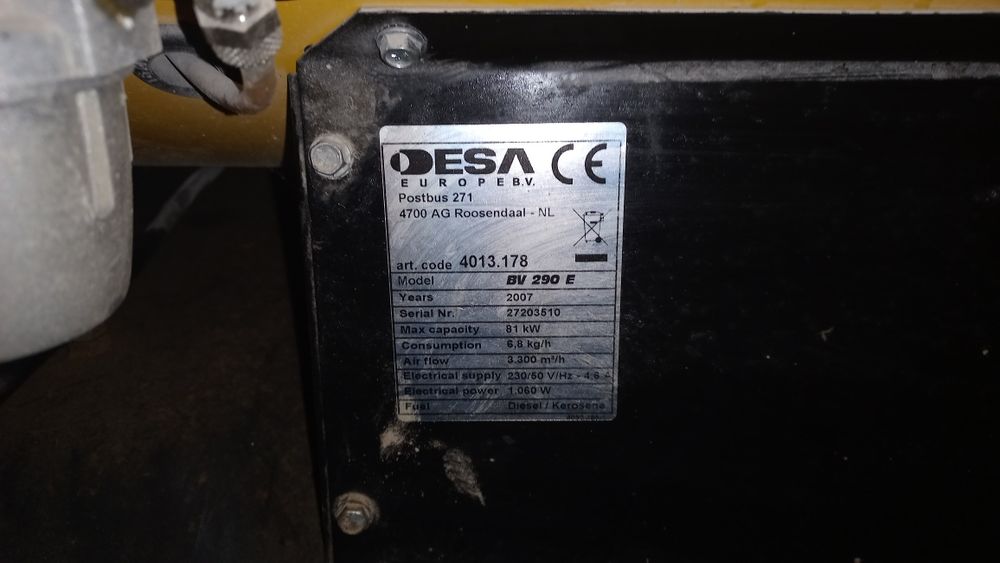 DESA CE
EUROPE B.V.
Postbus 271
4700 AG Roosendaal - NL
art. code 4013.178
Model BV 290 E
Years 2007
Serial Nr. 27203510
Max capacity 81 kW
Consumption 6,8 kg/h
Air flow 3.300 m³/h
Electrical supply 230/50 V/Hz - 4,6 A
Electrical power 1.060 W
Fuel Diesel / Kerosene